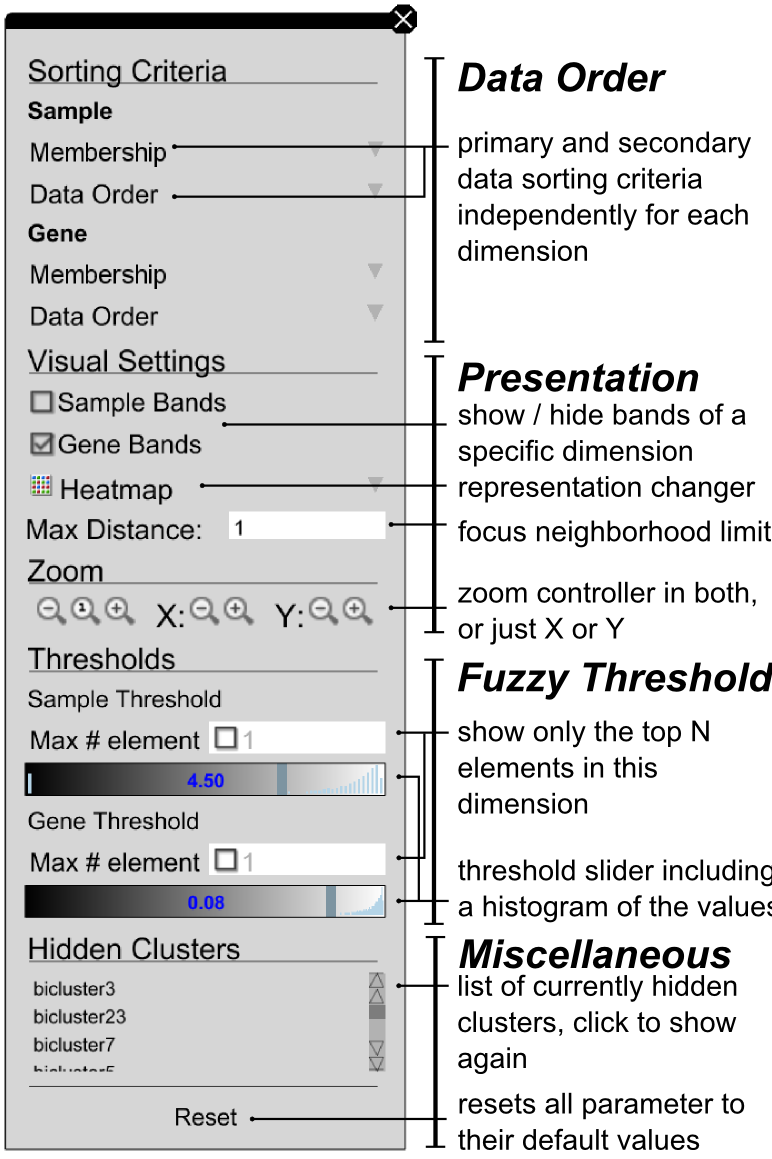 Sorting Criteria
Sample
Membership
Data Order
Gene
Membership
Data Order
Visual Settings
Sample Bands
Gene Bands
Heatmap
Max Distance: 1
Zoom
1 X: Y:
Thresholds
Sample Threshold
Max # element 1
4.50
Gene Threshold
Max # element 1
0.08
Hidden Clusters
bicluster3
bicluster23
bicluster7
bicluster5
Reset
Data Order
primary and secondary
data sorting criteria
independently for each
dimension
Presentation
show / hide bands of a
specific dimension
representation changer
focus neighborhood limit
zoom controller in both,
or just X or Y
Fuzzy Threshold
show only the top N
elements in this
dimension
threshold slider including
a histogram of the values
Miscellaneous
list of currently hidden
clusters, click to show
again
resets all parameter to
their default values